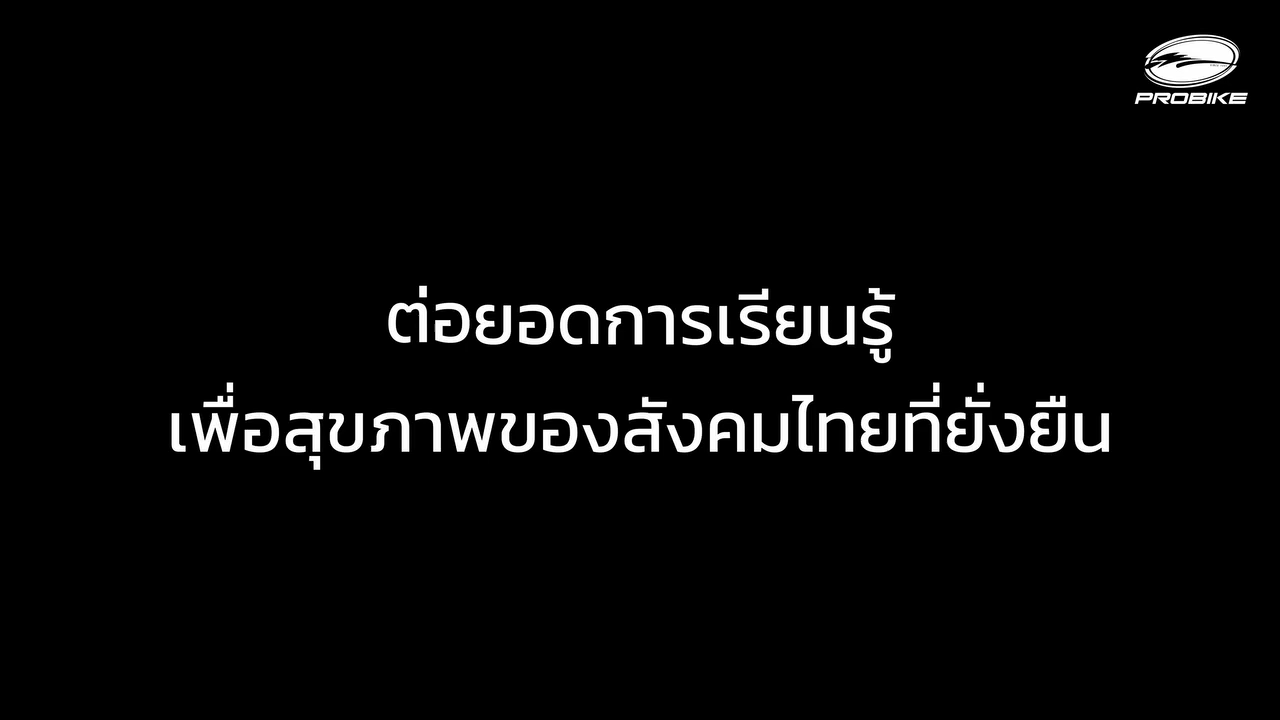 PROBIKE
ต่อยอดการเรียนรู้
เพื่อสุขภาพของสังคมไทยที่ยั่งยืน